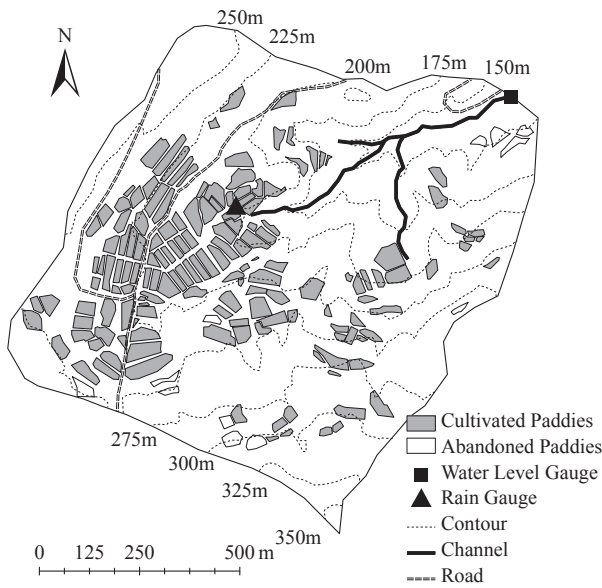 250m
225m
N
200m
175m
150m
275m
300m
325m
350m
Cultivated Paddies
Abandoned Paddies
Water Level Gauge
Rain Gauge
Contour
Channel
Road
0 125 250 500 m